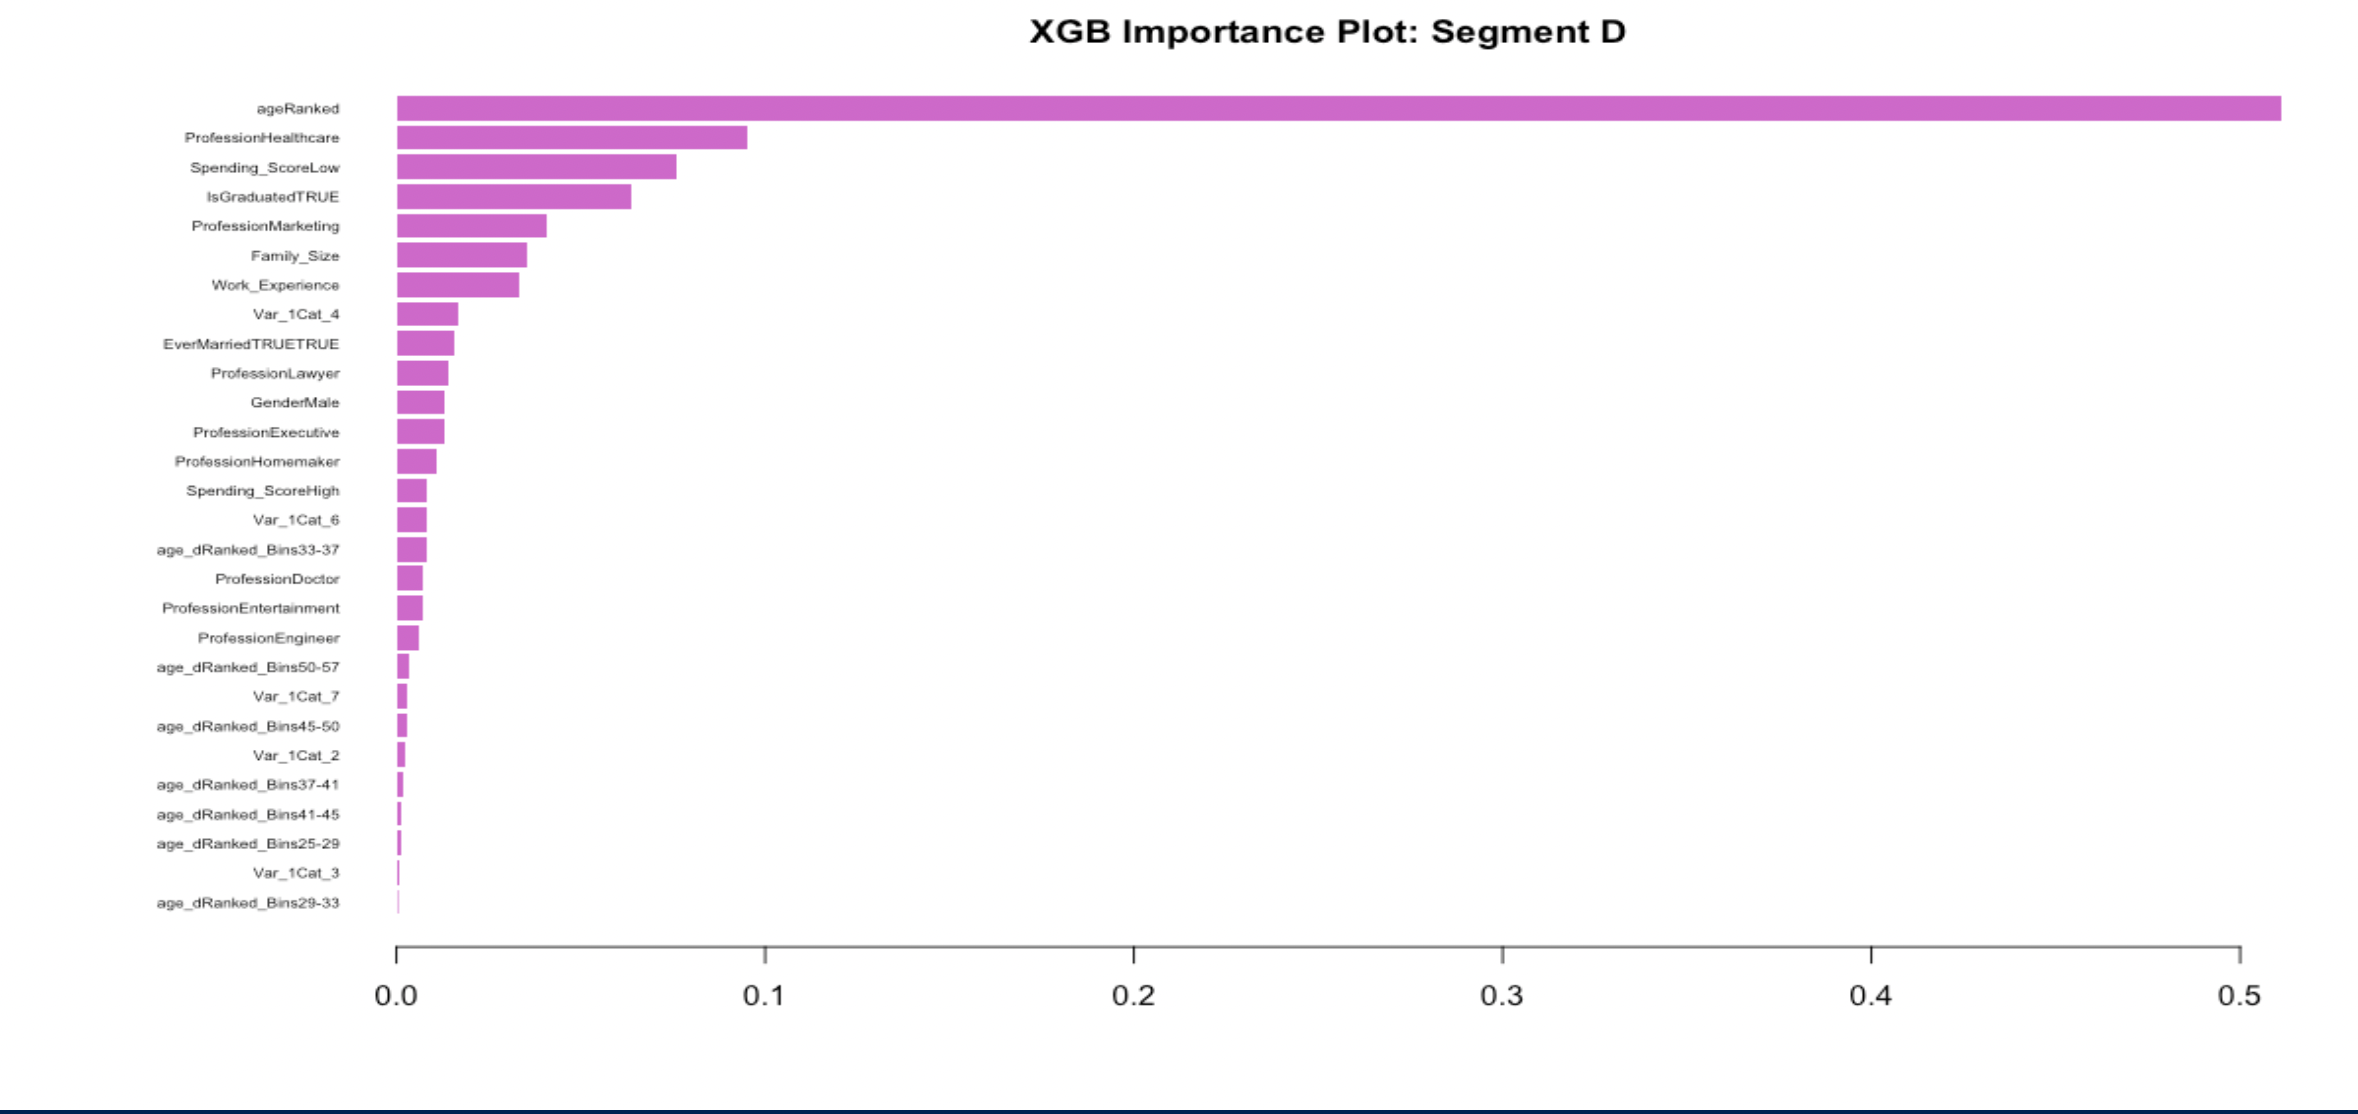 XGB Importance Plot: Segment D
ageRanked
ProfessionHealthcare
Spending_ScoreLow
IsGraduatedTRUE
ProfessionMarketing
Family_Size
Work_Experience
Var_1Cat_4
EverMarriedTRUETRUE
ProfessionLawyer
GenderMale
ProfessionExecutive
ProfessionHomemaker
Spending_ScoreHigh
Var_1Cat_6
age_dRanked_Bins33-37
ProfessionDoctor
ProfessionEntertainment
ProfessionEngineer
age_dRanked_Bins50-57
Var_1Cat_7
age_dRanked_Bins45-50
Var_1Cat_2
age_dRanked_Bins37-41
age_dRanked_Bins41-45
age_dRanked_Bins25-29
Var_1Cat_3
age_dRanked_Bins29-33
0.0 0.1 0.2 0.3 0.4 0.5